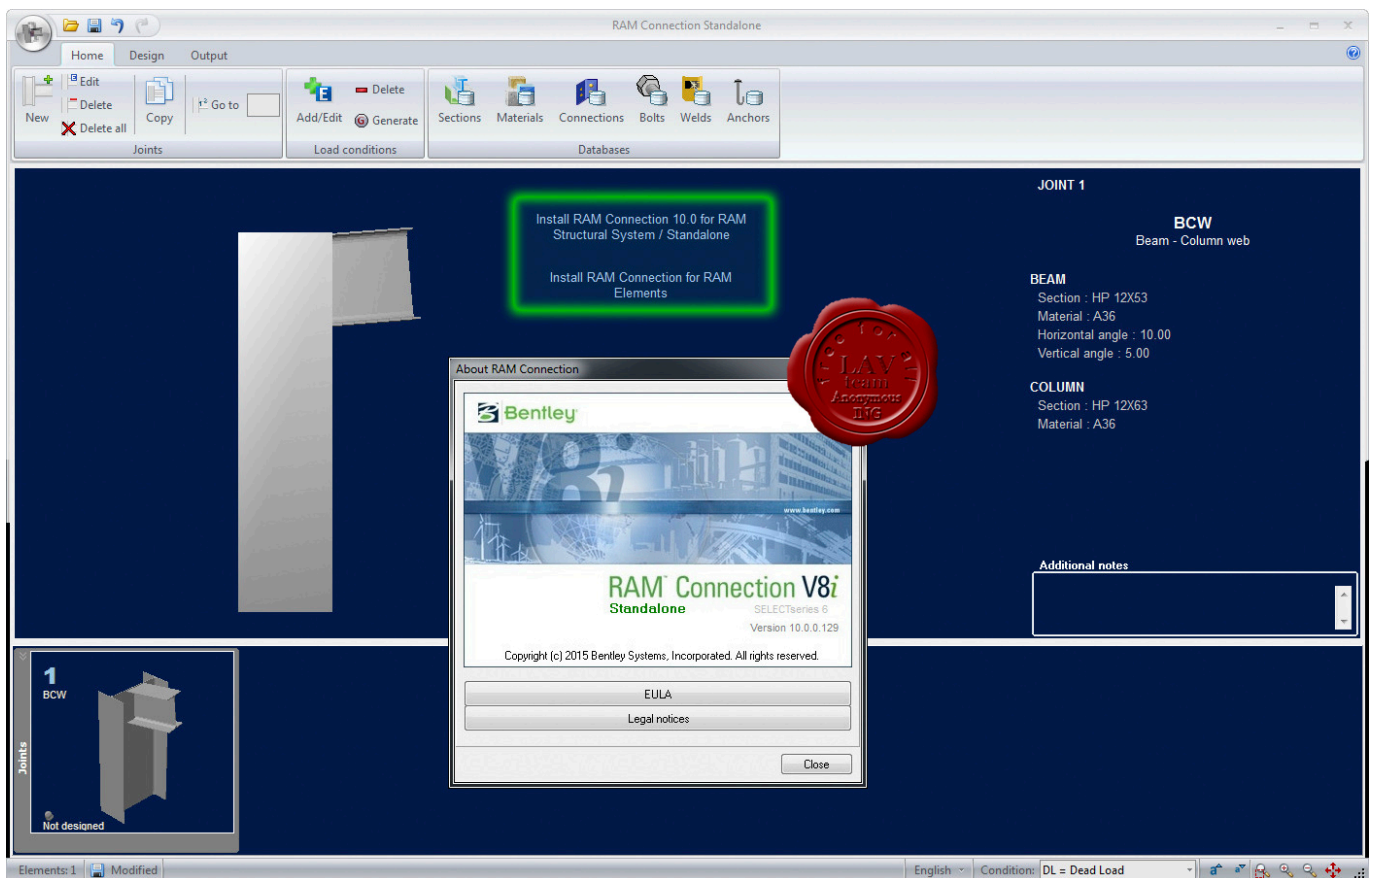 RAM Connection Standalone
Home Design Output
New
Edit
Delete
Delete all
Copy
1² Go to
Joints
Add/Edit
Delete
Generate
Load conditions
Sections Materials Connections Bolts Welds Anchors
Databases
Install RAM Connection 10.0 for RAM
Structural System / Standalone
Install RAM Connection for RAM
Elements
JOINT 1
BCW
Beam - Column web
BEAM
Section : HP 12X53
Material : A36
Horizontal angle : 10.00
Vertical angle : 5.00
COLUMN
Section : HP 12X63
Material : A36
Additional notes
free for all
LAV
team
Anonymous
ING
About RAM Connection
Bentley
V8i
www.bentley.com
RAM Connection V8i
Standalone
SELECTseries 6
Version 10.0.0.129
Copyright (c) 2015 Bentley Systems, Incorporated. All rights reserved.
EULA
Legal notices
Close
Joints
1
BCW
Not designed
Elements: 1 Modified
English Condition: DL = Dead Load